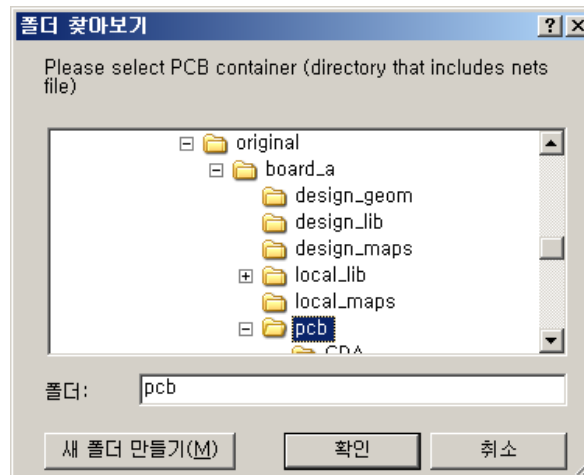 폴더 찾아보기
Please select PCB container (directory that includes nets
file)
original
board_a
design_geom
design_lib
design_maps
local_lib
local_maps
pcb
폴더:
pcb
새 폴더 만들기(M)
확인
취소